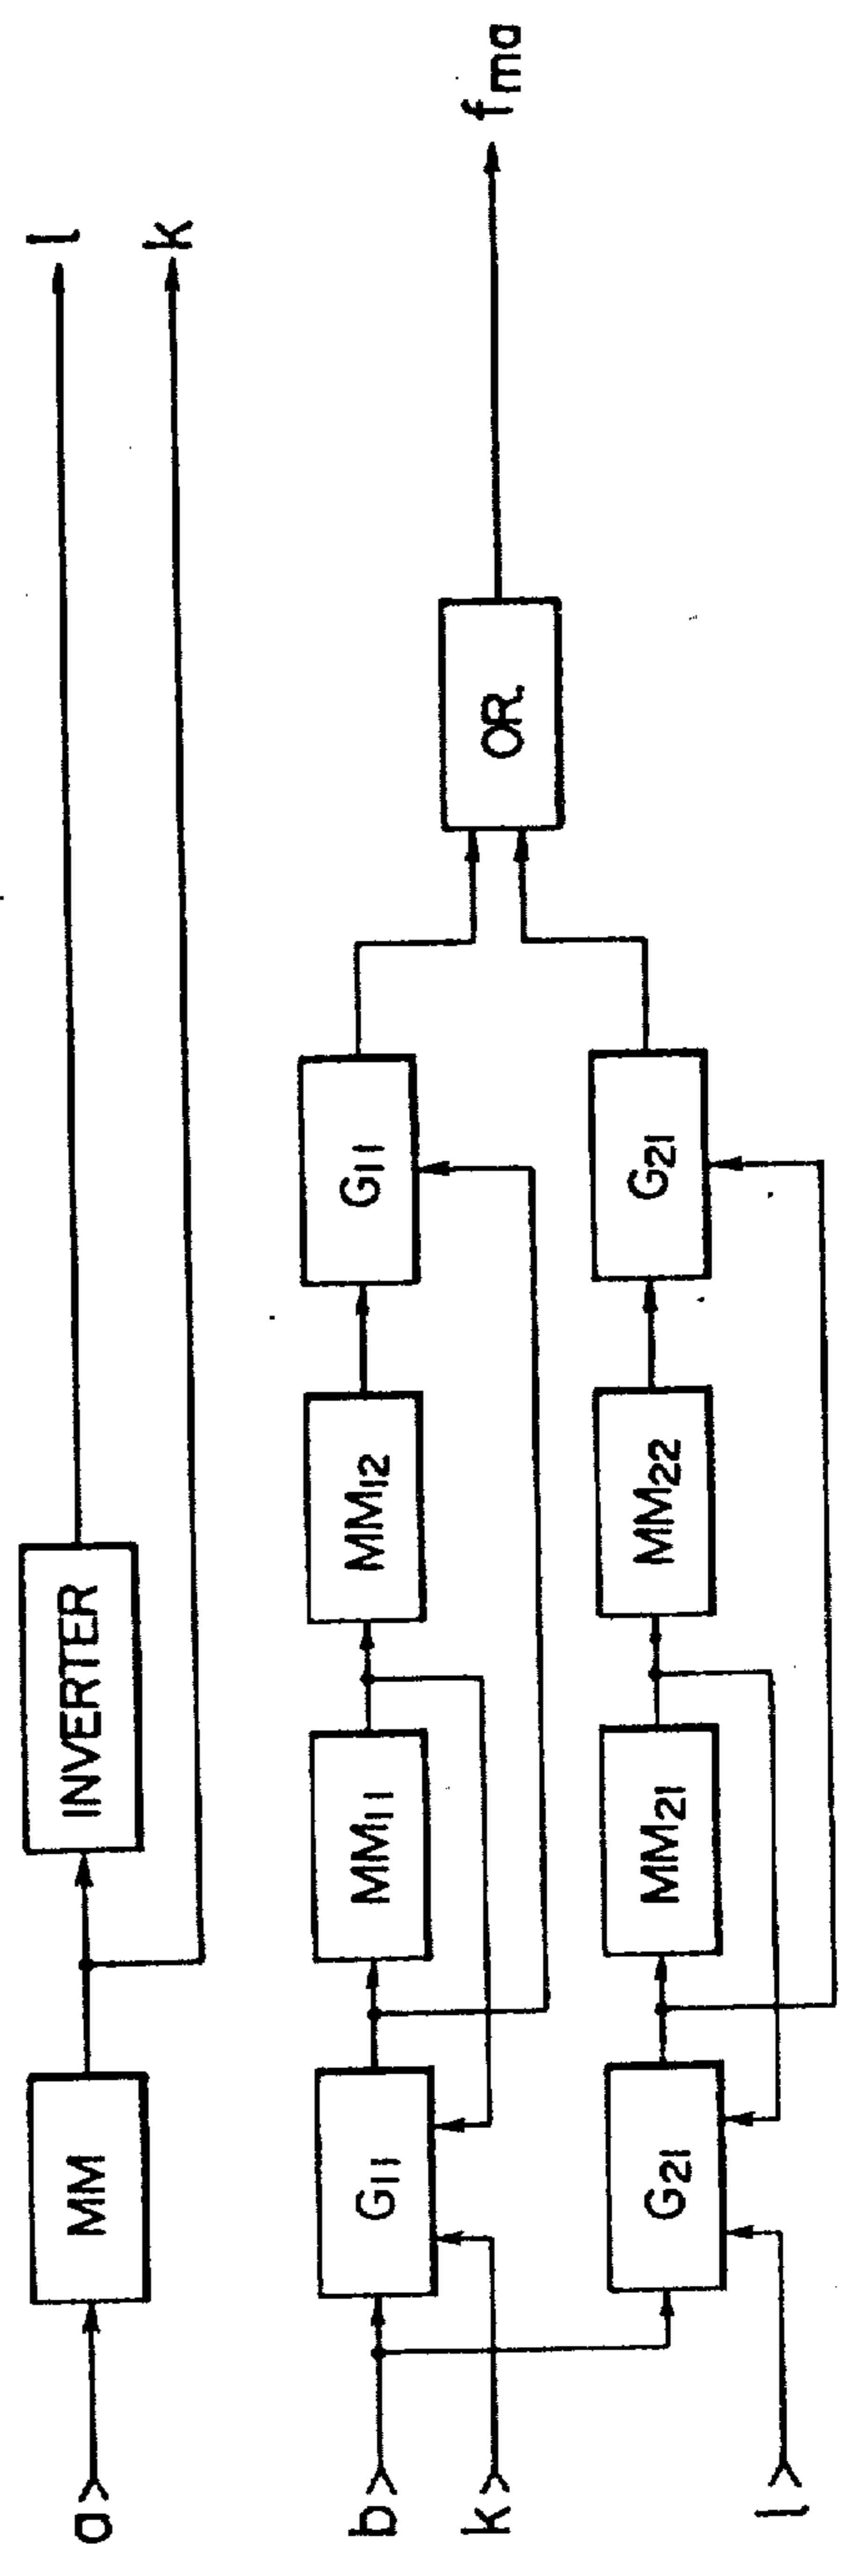 a MM INVERTER l
k
b G11 MM11 MM12 G11
k
OR. fma
G21 MM21 MM22 G21
l